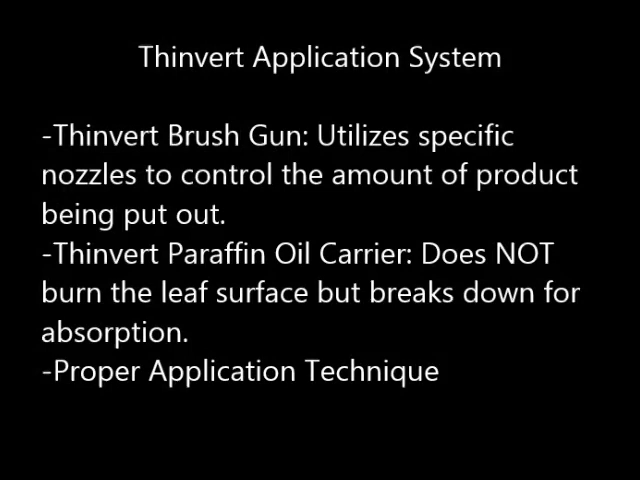 Thinvert Application System
-Thinvert Brush Gun: Utilizes specific
nozzles to control the amount of product
being put out.
-Thinvert Paraffin Oil Carrier: Does NOT
burn the leaf surface but breaks down for
absorption.
-Proper Application Technique